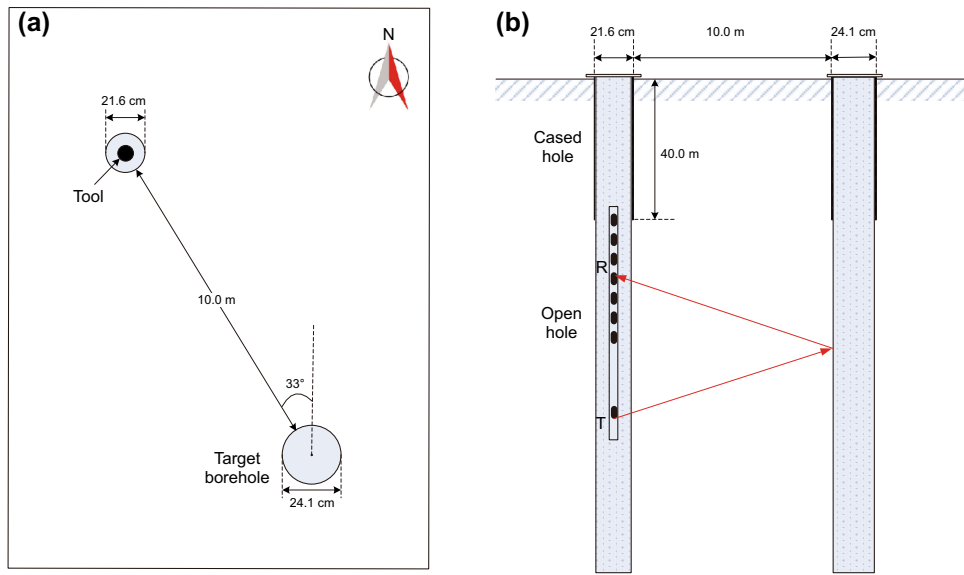 (a)
N
21.6 cm
Tool
10.0 m
33°
Target
borehole
24.1 cm
(b)
21.6 cm
10.0 m
24.1 cm
Cased
hole
40.0 m
R
Open
hole
T